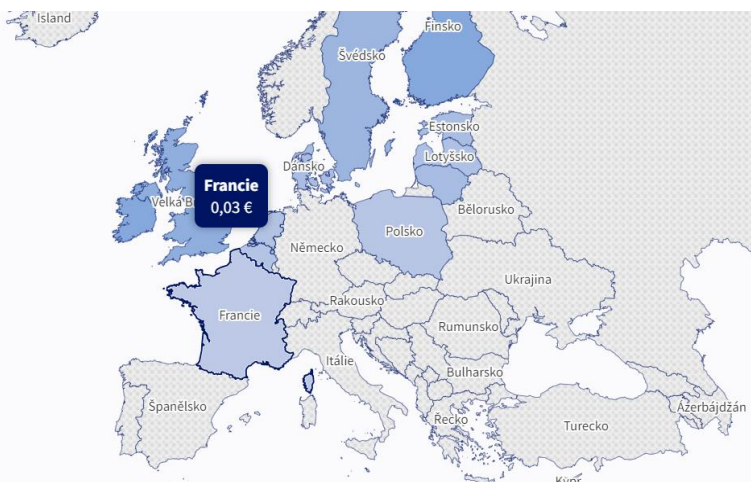 Island
Finsko
Švédsko
Estonsko
Lotyšsko
Dánsko
Francie
0,03 €
Velká B
Bělorusko
Polsko
Německo
Ukrajina
Rakousko
Francie
Rumunsko
Itálie
Bulharsko
Španělsko
Ázerbájdžán
Řecko
Turecko
Kypr